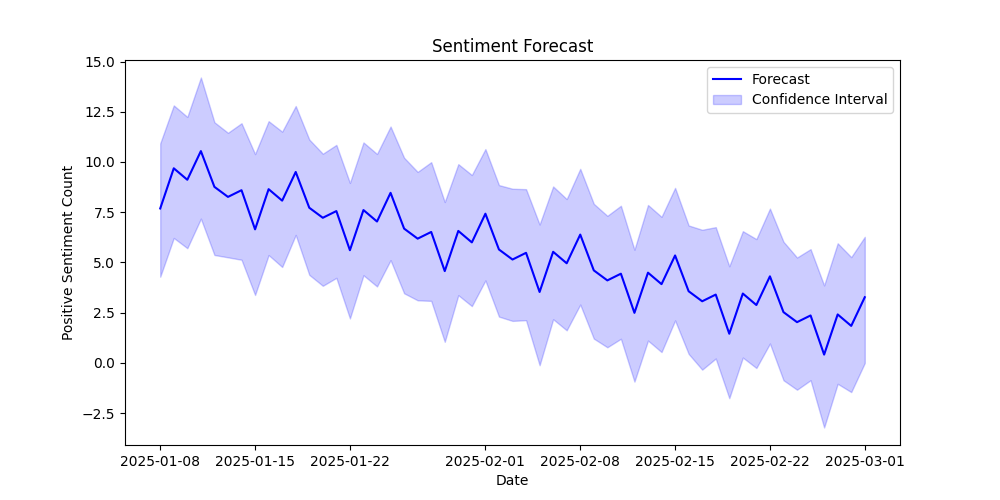 Sentiment Forecast
Forecast
Confidence Interval
Positive Sentiment Count
15.0
12.5
10.0
7.5
5.0
2.5
0.0
−2.5
2025-01-08 2025-01-15 2025-01-22 2025-02-01 2025-02-08 2025-02-15 2025-02-22 2025-03-01
Date